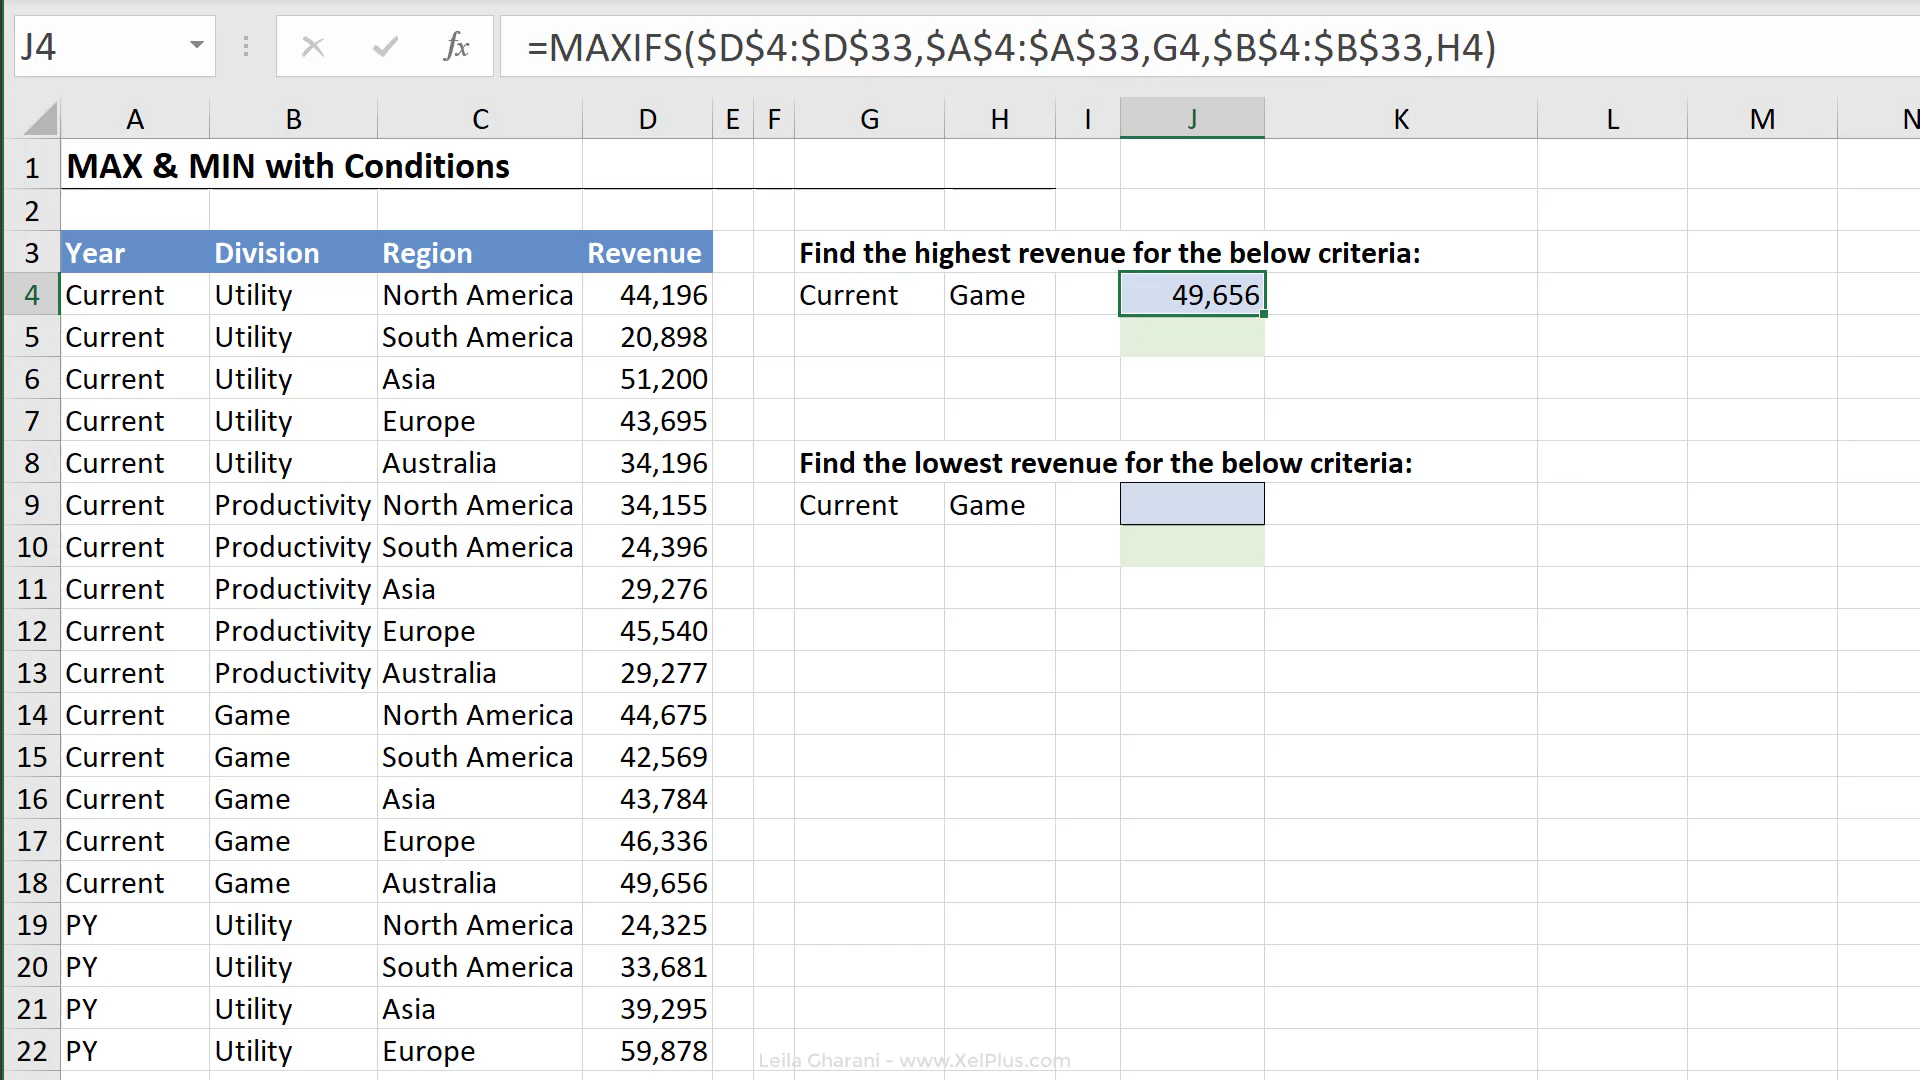 J4 fx =MAXIFS($D$4:$D$33,$A$4:$A$33,G4,$B$4:$B$33,H4)
A B C D E F G H I J K L M N
1 MAX & MIN with Conditions
2
3 Year Division Region Revenue Find the highest revenue for the below criteria:
4 Current Utility North America 44,196 Current Game 49,656
5 Current Utility South America 20,898
6 Current Utility Asia 51,200
7 Current Utility Europe 43,695
8 Current Utility Australia 34,196 Find the lowest revenue for the below criteria:
9 Current Productivity North America 34,155 Current Game
10 Current Productivity South America 24,396
11 Current Productivity Asia 29,276
12 Current Productivity Europe 45,540
13 Current Productivity Australia 29,277
14 Current Game North America 44,675
15 Current Game South America 42,569
16 Current Game Asia 43,784
17 Current Game Europe 46,336
18 Current Game Australia 49,656
19 PY Utility North America 24,325
20 PY Utility South America 33,681
21 PY Utility Asia 39,295
22 PY Utility Europe 59,878
Leila Gharani - www.XelPlus.com